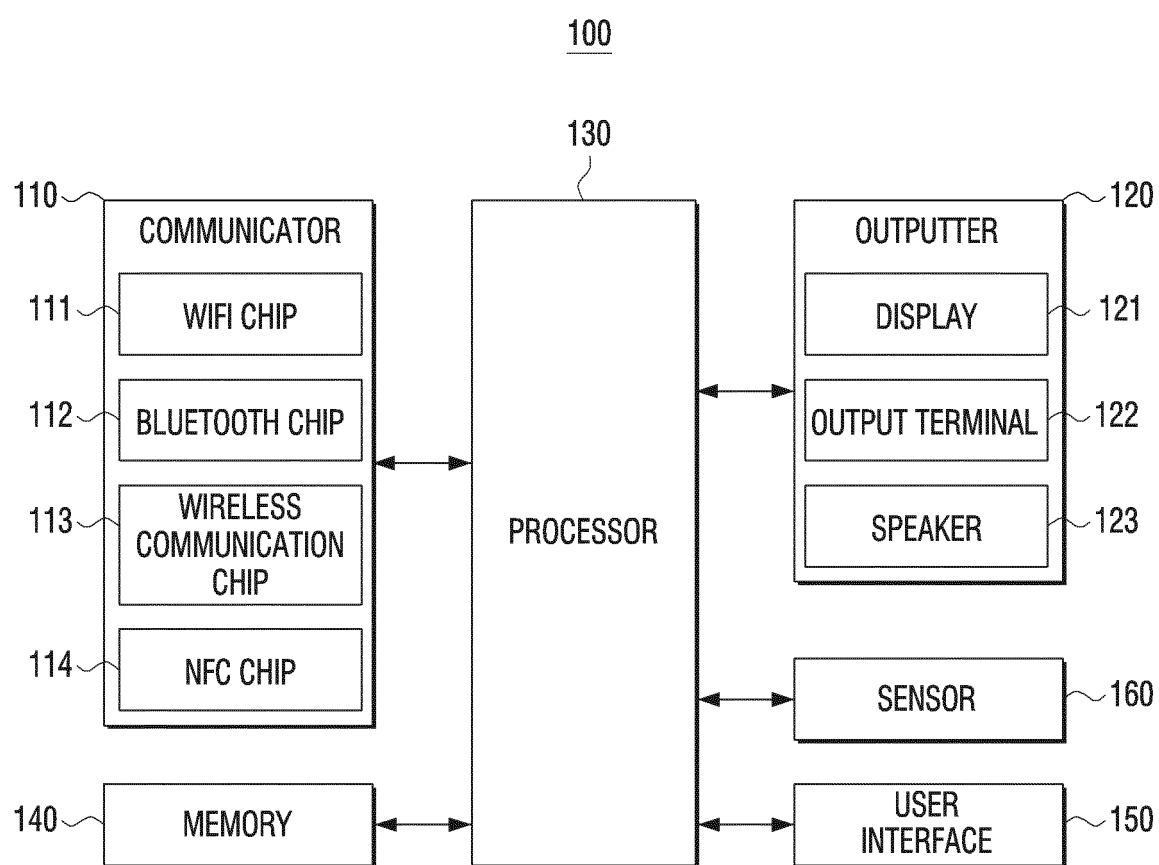 100
130
110
COMMUNICATOR
111
WIFI CHIP
112
BLUETOOTH CHIP
113
WIRELESS
COMMUNICATION
CHIP
114
NFC CHIP
140
MEMORY
PROCESSOR
120
OUTPUTTER
DISPLAY
121
OUTPUT TERMINAL
122
SPEAKER
123
SENSOR
160
USER
INTERFACE
150